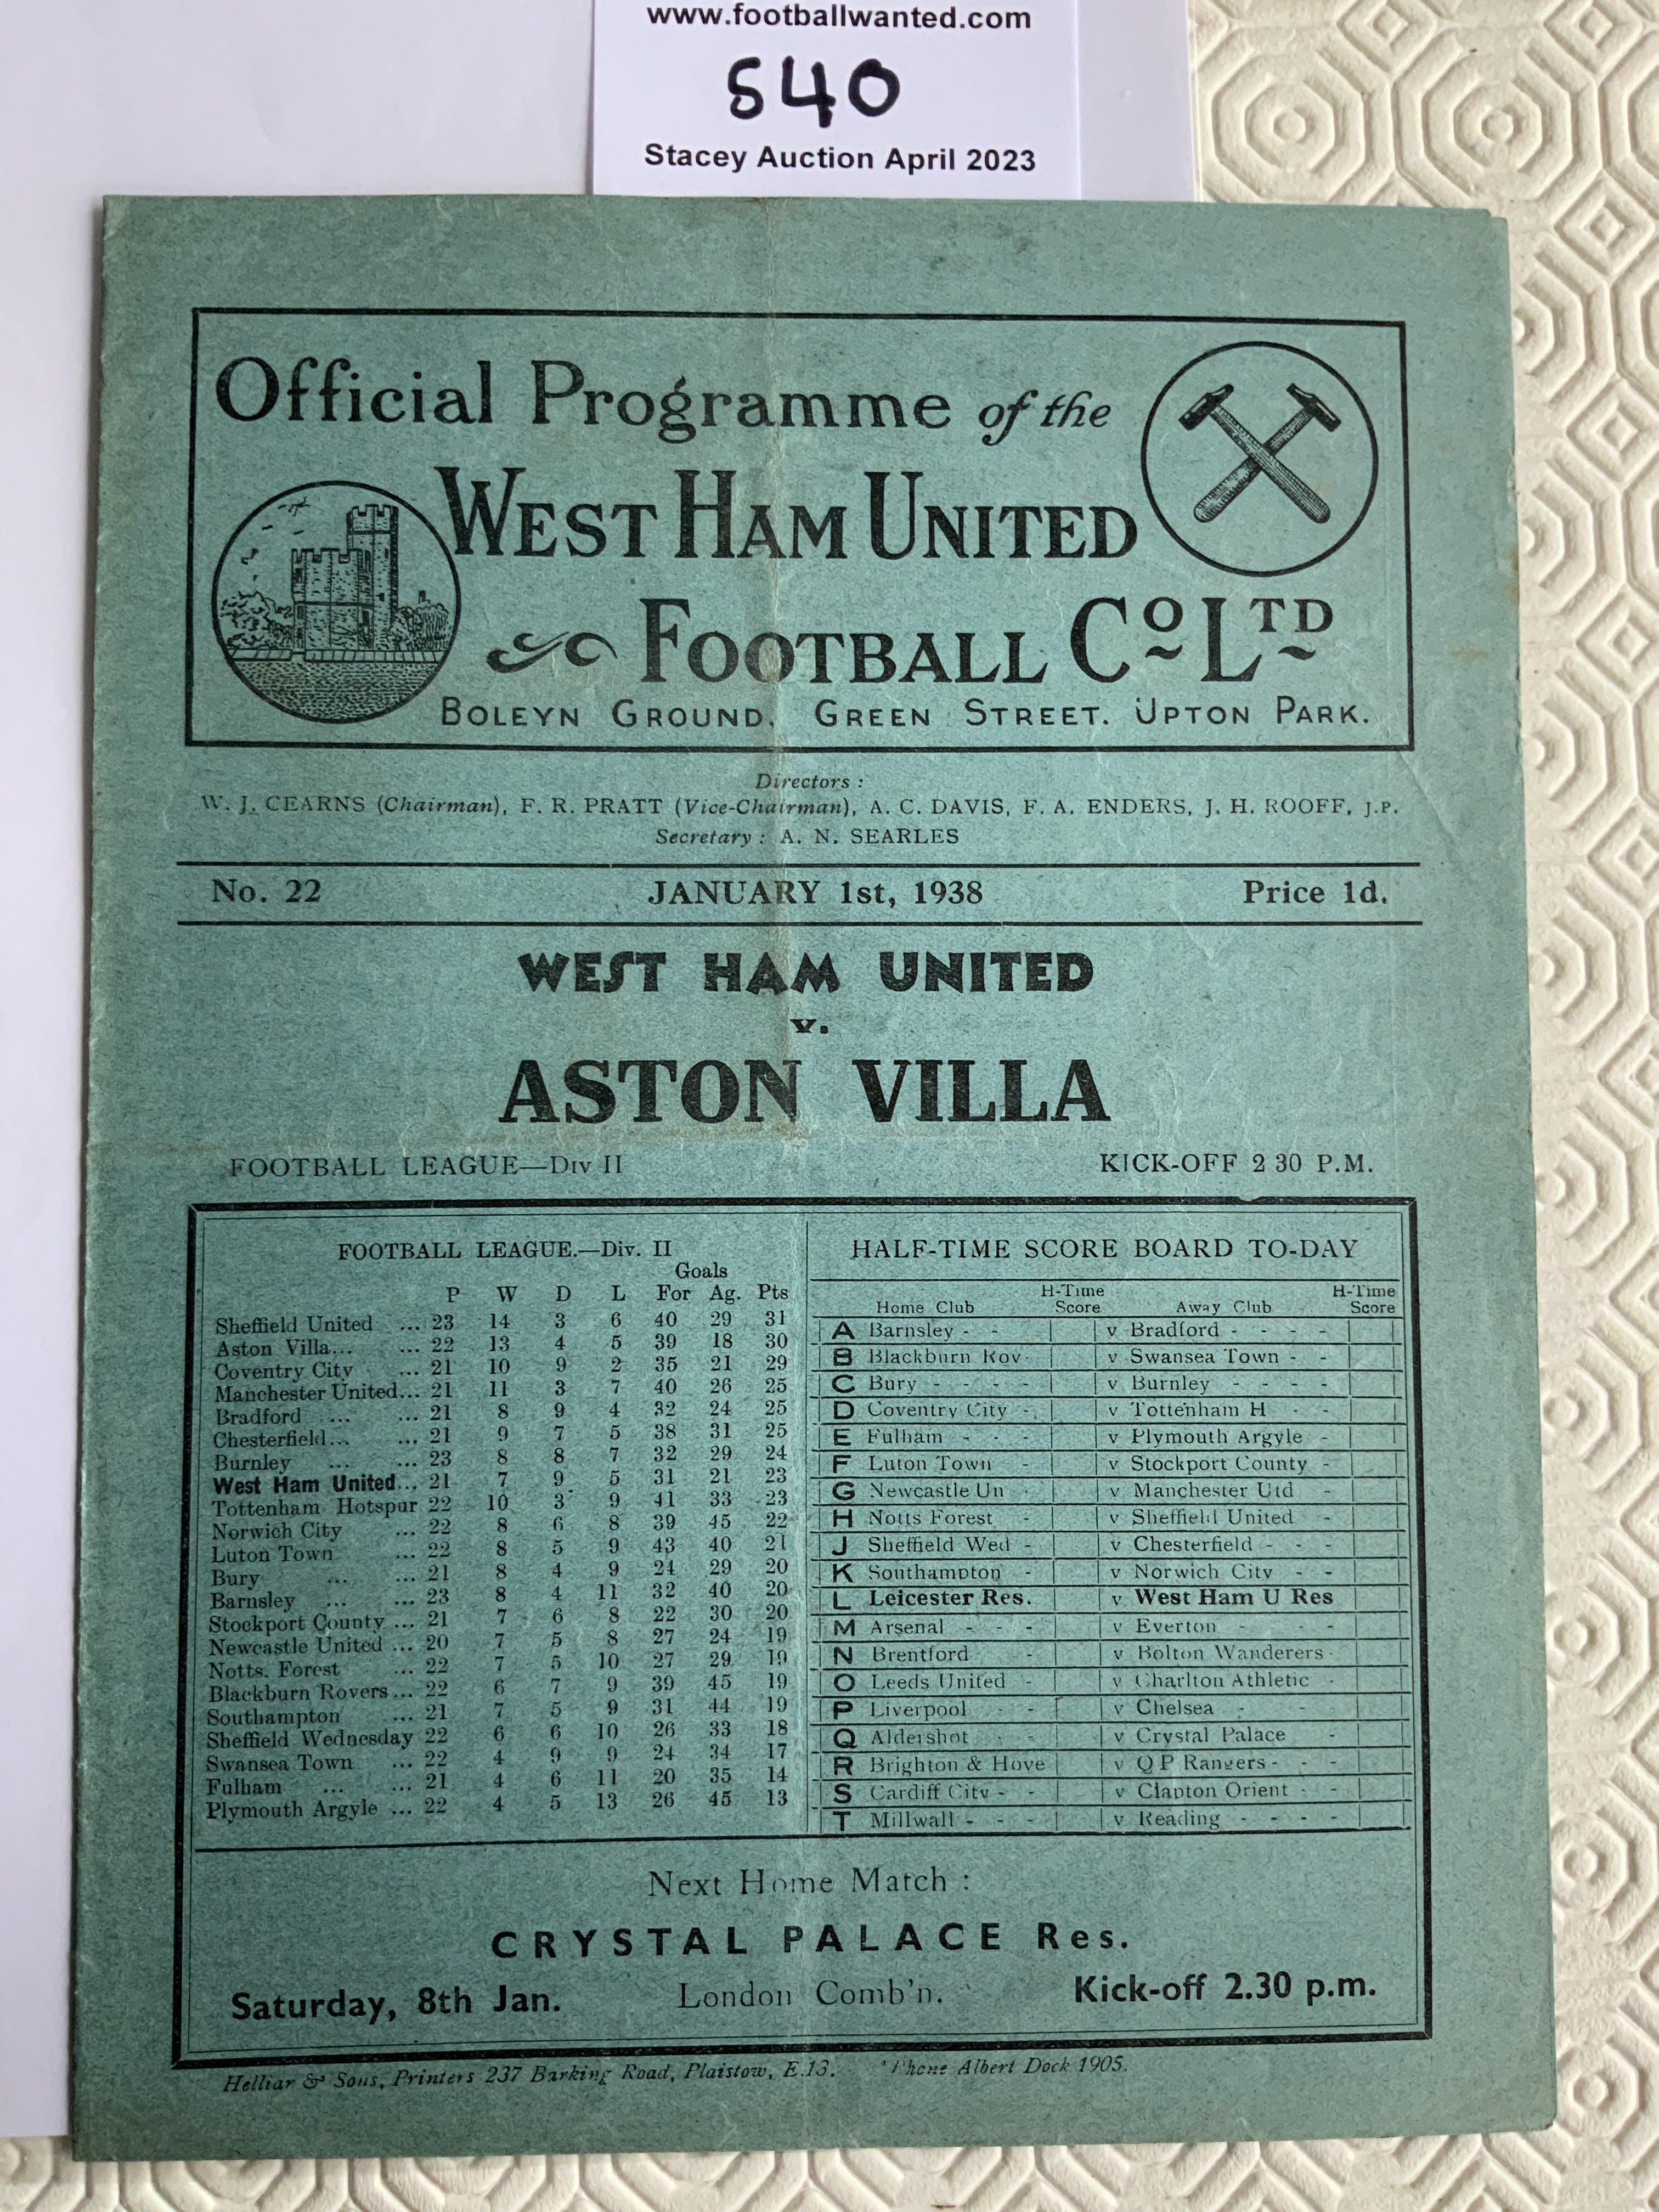 www.footballwanted.com
540
Stacey Auction April 2023
Official Programme of the
WEST HAM UNITED
FOOTBALL CO LTD
BOLEYN GROUND, GREEN STREET. UPTON PARK.
Directors :
W. J. CEARNS (Chairman), F. R. PRATT (Vice-Chairman), A. C. DAVIS, F. A. ENDERS, J. H. ROOFF, J.P.
Secretary : A. N. SEARLES
No. 22 JANUARY 1st, 1938 Price 1d.
WEST HAM UNITED
v.
ASTON VILLA
FOOTBALL LEAGUE—Div II KICK-OFF 2 30 P.M.
FOOTBALL LEAGUE.—Div. II
Goals
P W D L For Ag. Pts
Sheffield United ... 23 14 3 6 40 29 31
Aston Villa... ... 22 13 4 5 39 18 30
Coventry City ... 21 10 9 2 35 21 29
Manchester United... 21 11 3 7 40 26 25
Bradford ... ... 21 8 9 4 32 24 25
Chesterfield... ... 21 9 7 5 38 31 25
Burnley ... ... 23 8 8 7 32 29 24
West Ham United... 21 7 9 5 31 21 23
Tottenham Hotspur 22 10 3 9 41 33 23
Norwich City ... 22 8 6 8 39 45 22
Luton Town ... 22 8 5 9 43 40 21
Bury ... ... 21 8 4 9 24 29 20
Barnsley ... ... 23 8 4 11 32 40 20
Stockport County ... 21 7 6 8 22 30 20
Newcastle United ... 20 7 5 8 27 24 19
Notts. Forest ... 22 7 5 10 27 29 19
Blackburn Rovers... 22 6 7 9 39 45 19
Southampton ... 21 7 5 9 31 44 19
Sheffield Wednesday 22 6 6 10 26 33 18
Swansea Town ... 22 4 9 9 24 34 17
Fulham ... ... 21 4 6 11 20 35 14
Plymouth Argyle ... 22 4 5 13 26 45 13
HALF-TIME SCORE BOARD TO-DAY
Home Club H-Time Score Away Club H-Time Score
A Barnsley - - v Bradford - - - -
B Blackburn Rov v Swansea Town - -
C Bury - - - - v Burnley - - - -
D Coventry City - v Tottenham H - -
E Fulham - - - v Plymouth Argyle -
F Luton Town - v Stockport County -
G Newcastle Un - v Manchester Utd -
H Notts Forest - v Sheffield United -
J Sheffield Wed - v Chesterfield - - -
K Southampton - v Norwich City - -
L Leicester Res. v West Ham U Res
M Arsenal - - - v Everton - - -
N Brentford - v Bolton Wanderers -
O Leeds United - v Charlton Athletic -
P Liverpool - - v Chelsea - -
Q Aldershot - - v Crystal Palace -
R Brighton & Hove v Q P Rangers - -
S Cardiff City - - v Clapton Orient - -
T Millwall - - - v Reading - - - -
Next Home Match :
CRYSTAL PALACE Res.
Saturday, 8th Jan. London Comb'n. Kick-off 2.30 p.m.
Helliar & Sons, Printers 237 Barking Road, Plaistow, E.13. 'Phone Albert Dock 1905.